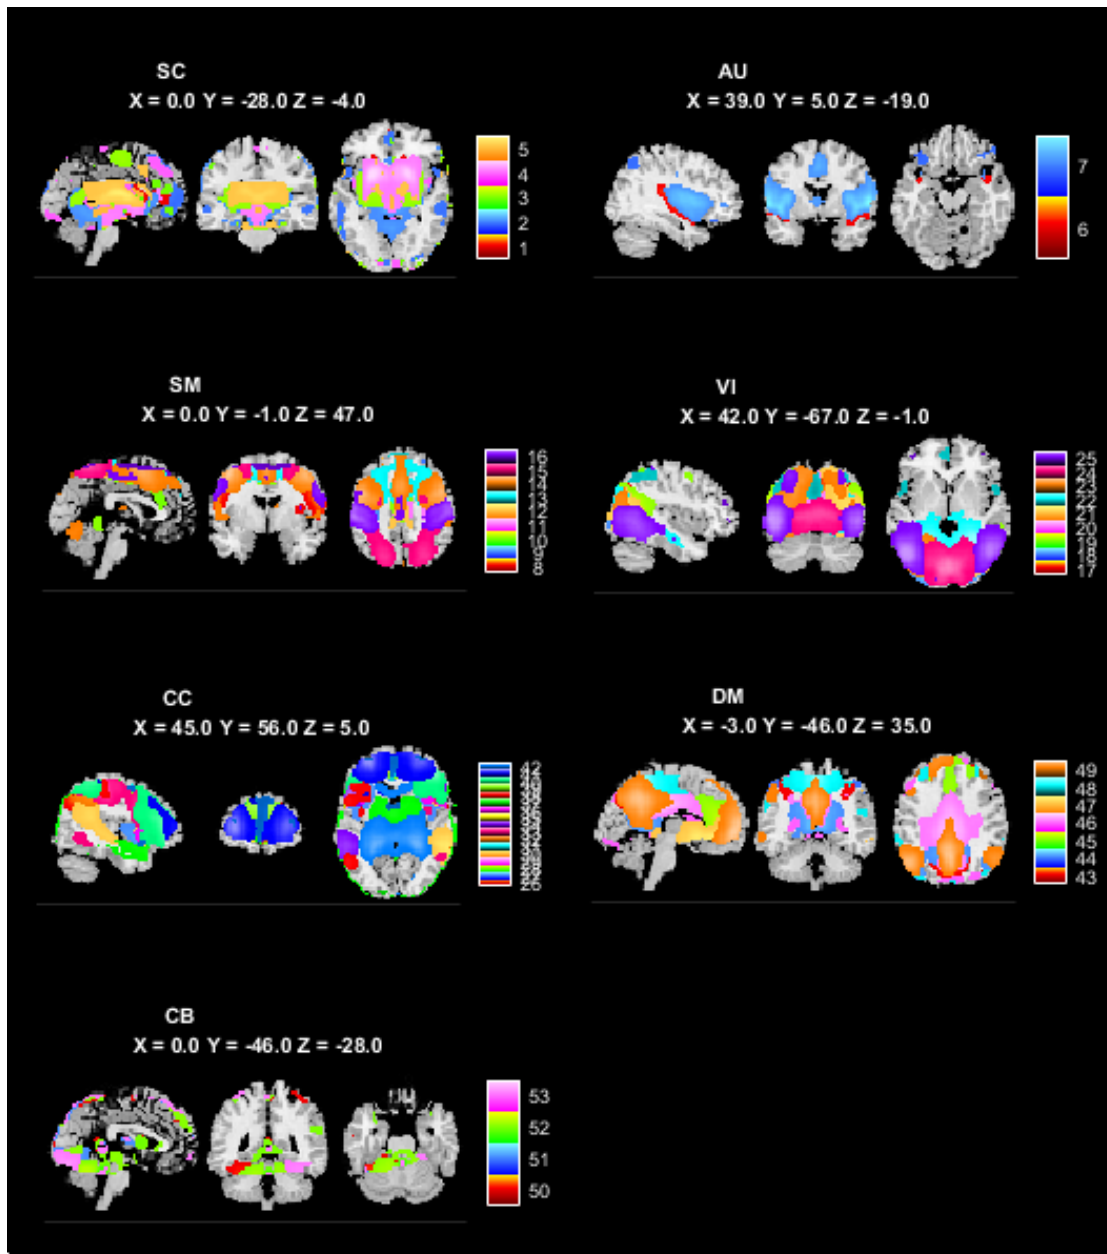 SC
X = 0.0 Y = -28.0 Z = -4.0
5
4
3
2
1
AU
X = 39.0 Y = 5.0 Z = -19.0
7
6
SM
X = 0.0 Y = -1.0 Z = 47.0
16
15
14
13
12
11
10
9
8
VI
X = 42.0 Y = -67.0 Z = -1.0
25
24
23
22
21
20
19
18
17
CC
X = 45.0 Y = 56.0 Z = 5.0
42
26
DM
X = -3.0 Y = -46.0 Z = 35.0
49
48
47
46
45
44
43
CB
X = 0.0 Y = -46.0 Z = -28.0
53
52
51
50